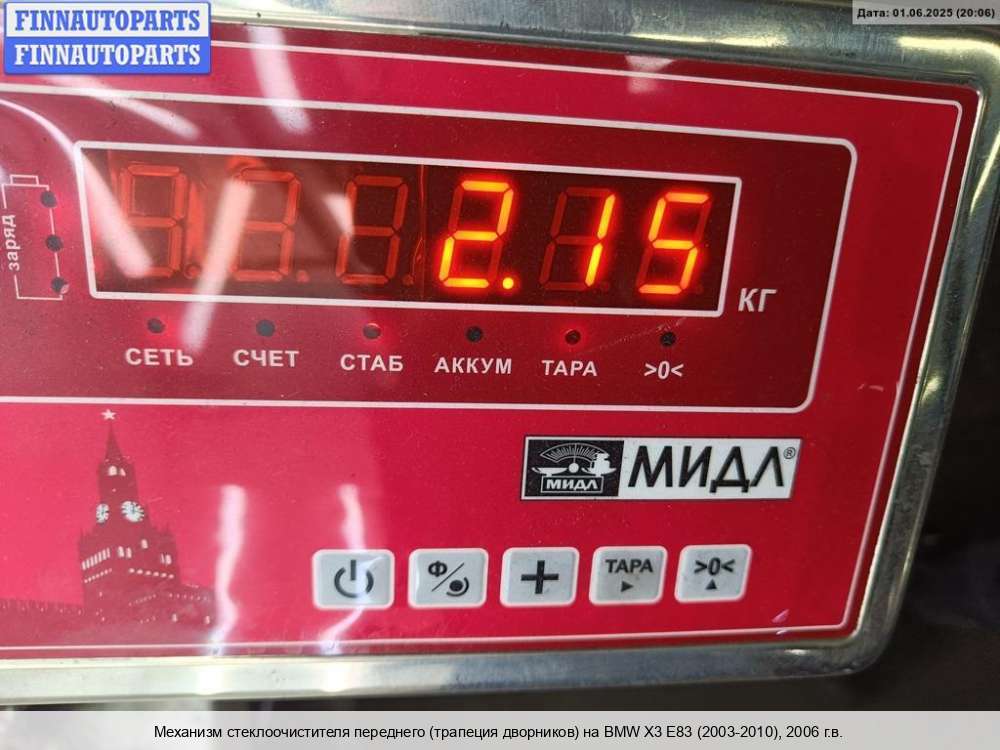 FINNAUTOPARTS
FINNAUTOPARTS
Дата: 01.06.2025 (20:06)
заряд
2.15
КГ
СЕТЬ СЧЕТ СТАБ АККУМ ТАРА >0<
МИДЛ МИДЛ®
Ф + ТАРА >0<
Механизм стеклоочистителя переднего (трапеция дворников) на BMW X3 E83 (2003-2010), 2006 г.в.